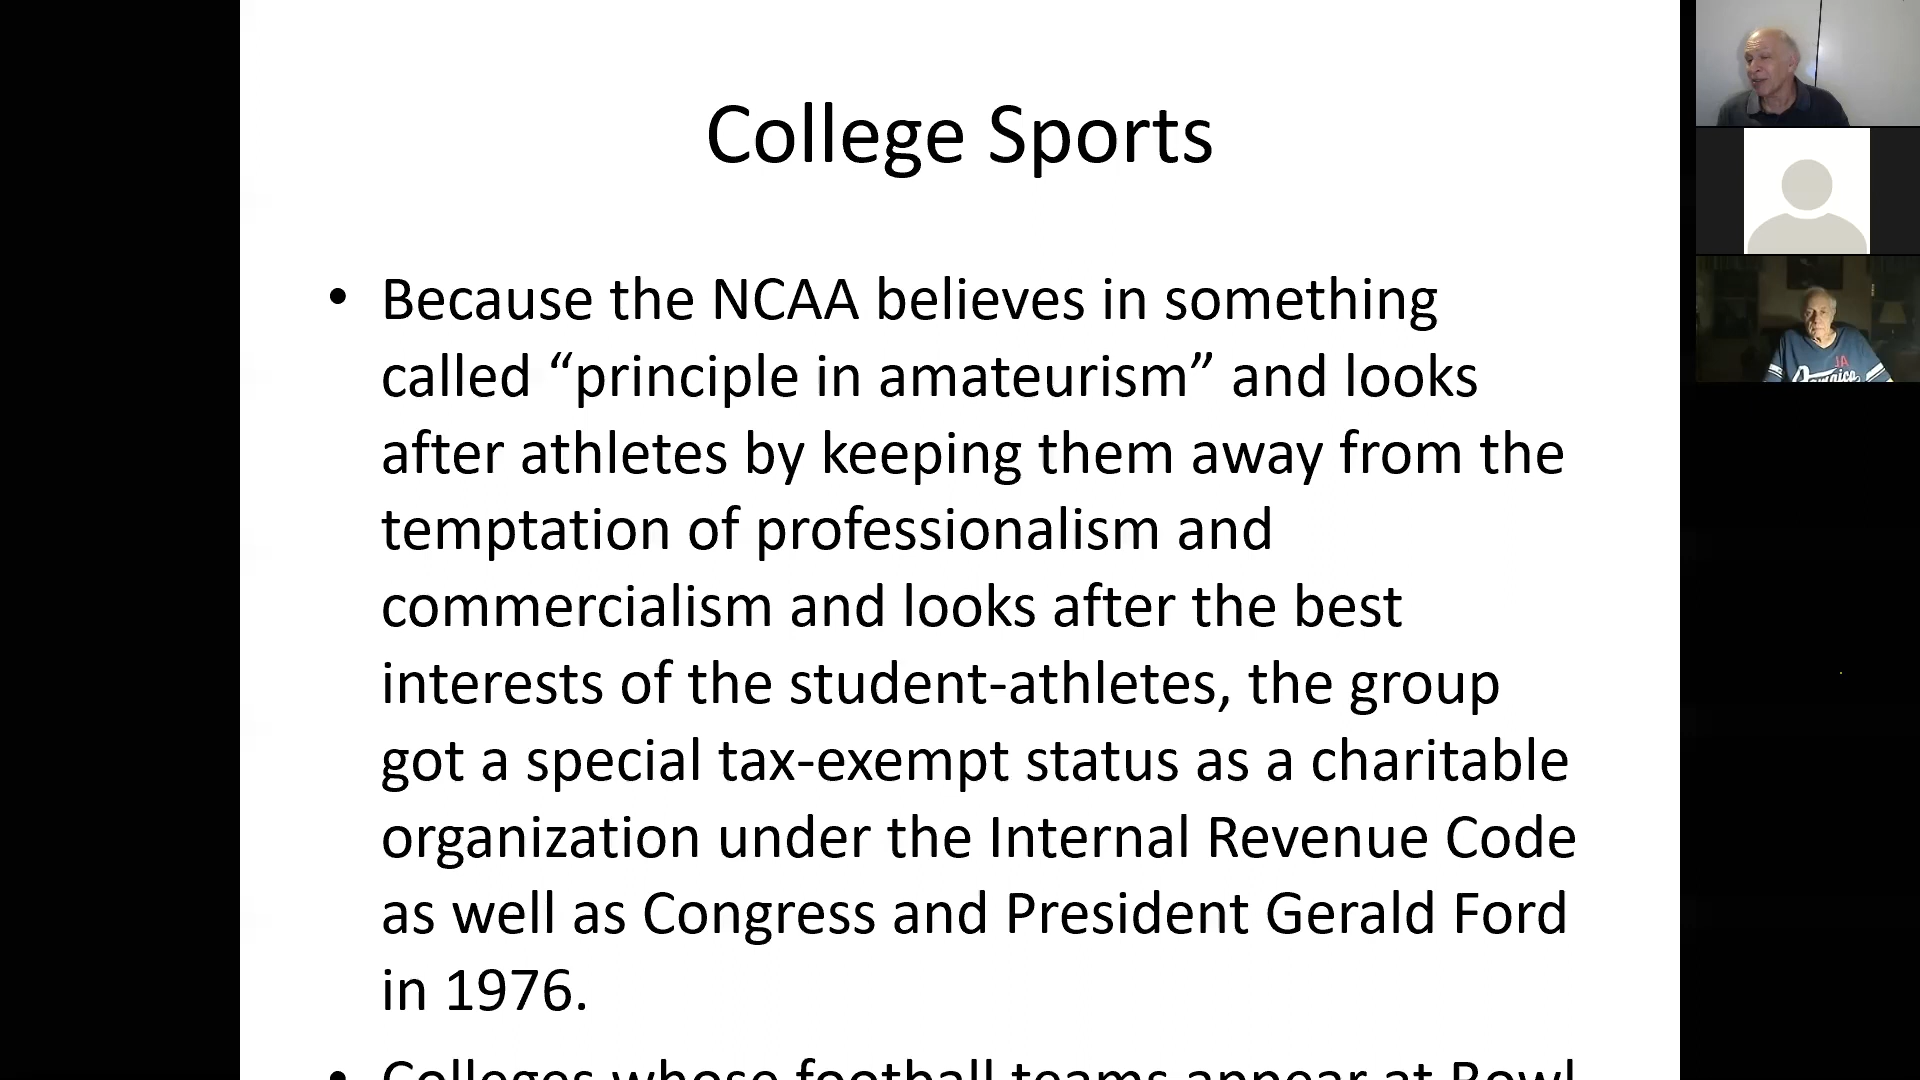 College Sports
• Because the NCAA believes in something
called “principle in amateurism” and looks
after athletes by keeping them away from the
temptation of professionalism and
commercialism and looks after the best
interests of the student-athletes, the group
got a special tax-exempt status as a charitable
organization under the Internal Revenue Code
as well as Congress and President Gerald Ford
in 1976.
• Colleges whose football teams appear at Bowl
JA
Jamaica